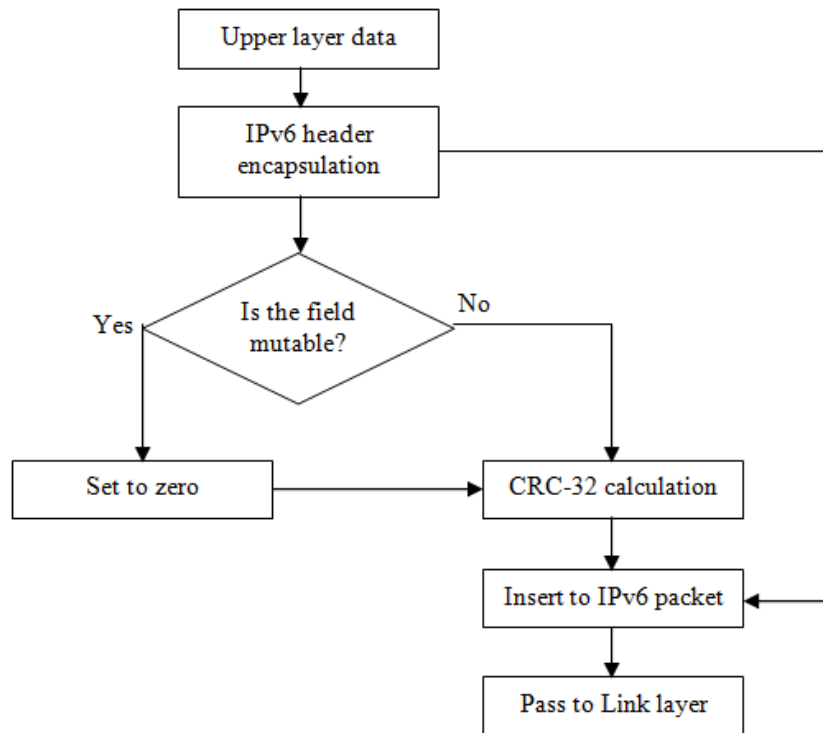 Upper layer data
IPv6 header
encapsulation
Is the field
mutable?
Yes
No
Set to zero
CRC-32 calculation
Insert to IPv6 packet
Pass to Link layer